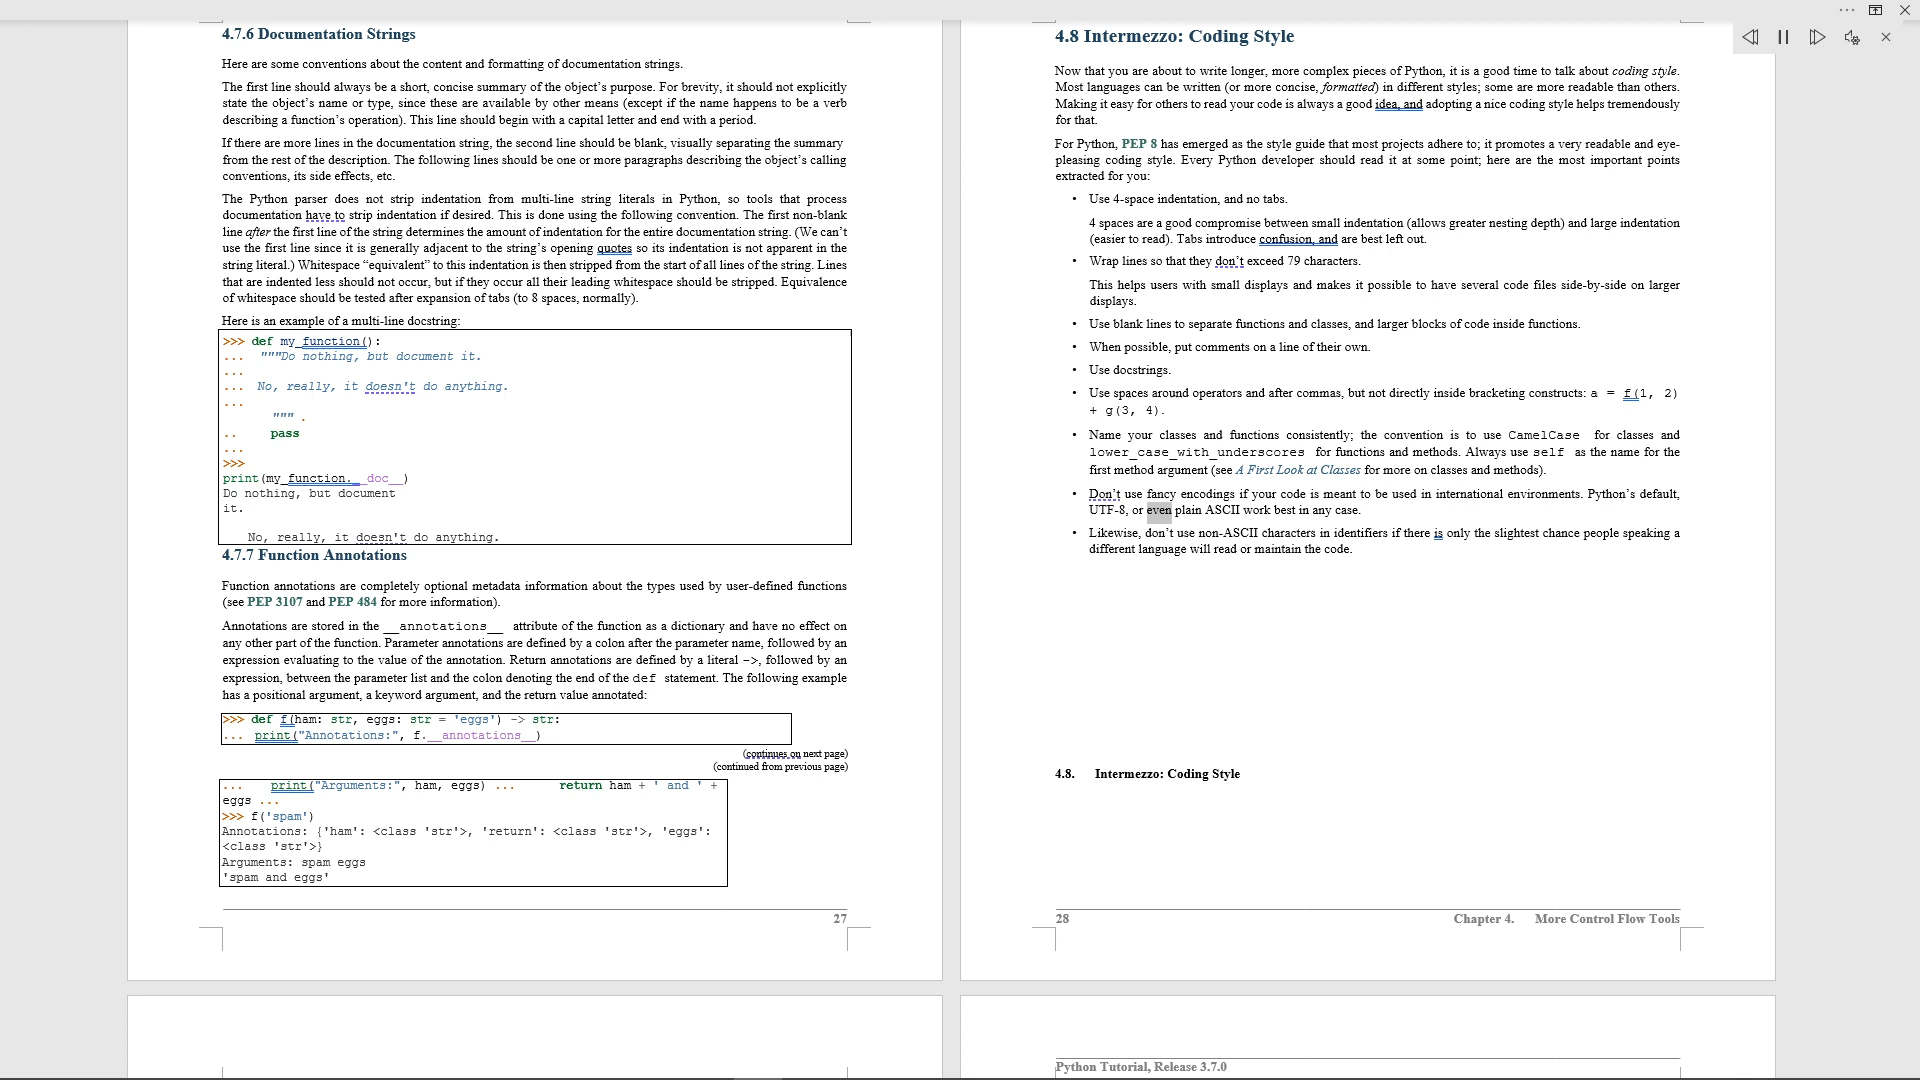 4.7.6 Documentation Strings
Here are some conventions about the content and formatting of documentation strings.
The first line should always be a short, concise summary of the object’s purpose. For brevity, it should not explicitly
state the object’s name or type, since these are available by other means (except if the name happens to be a verb
describing a function’s operation). This line should begin with a capital letter and end with a period.
If there are more lines in the documentation string, the second line should be blank, visually separating the summary
from the rest of the description. The following lines should be one or more paragraphs describing the object’s calling
conventions, its side effects, etc.
The Python parser does not strip indentation from multi-line string literals in Python, so tools that process
documentation have to strip indentation if desired. This is done using the following convention. The first non-blank
line after the first line of the string determines the amount of indentation for the entire documentation string. (We can’t
use the first line since it is generally adjacent to the string’s opening quotes so its indentation is not apparent in the
string literal.) Whitespace “equivalent” to this indentation is then stripped from the start of all lines of the string. Lines
that are indented less should not occur, but if they occur all their leading whitespace should be stripped. Equivalence
of whitespace should be tested after expansion of tabs (to 8 spaces, normally).
Here is an example of a multi-line docstring:
>>> def my_function():
... """Do nothing, but document it.
...
... No, really, it doesn't do anything.
...
""" .
.. pass
...
>>>
print(my_function.__doc__)
Do nothing, but document
it.
No, really, it doesn't do anything.
4.7.7 Function Annotations
Function annotations are completely optional metadata information about the types used by user-defined functions
(see PEP 3107 and PEP 484 for more information).
Annotations are stored in the __annotations__ attribute of the function as a dictionary and have no effect on
any other part of the function. Parameter annotations are defined by a colon after the parameter name, followed by an
expression evaluating to the value of the annotation. Return annotations are defined by a literal ->, followed by an
expression, between the parameter list and the colon denoting the end of the def statement. The following example
has a positional argument, a keyword argument, and the return value annotated:
>>> def f(ham: str, eggs: str = 'eggs') -> str:
... print("Annotations:", f.__annotations__)
(continues on next page)
(continued from previous page)
... print("Arguments:", ham, eggs) ... return ham + ' and ' +
eggs ...
>>> f('spam')
Annotations: {'ham': <class 'str'>, 'return': <class 'str'>, 'eggs':
<class 'str'>}
Arguments: spam eggs
'spam and eggs'
27
4.8 Intermezzo: Coding Style
Now that you are about to write longer, more complex pieces of Python, it is a good time to talk about coding style.
Most languages can be written (or more concise, formatted) in different styles; some are more readable than others.
Making it easy for others to read your code is always a good idea, and adopting a nice coding style helps tremendously
for that.
For Python, PEP 8 has emerged as the style guide that most projects adhere to; it promotes a very readable and eye-
pleasing coding style. Every Python developer should read it at some point; here are the most important points
extracted for you:
• Use 4-space indentation, and no tabs.
4 spaces are a good compromise between small indentation (allows greater nesting depth) and large indentation
(easier to read). Tabs introduce confusion, and are best left out.
• Wrap lines so that they don’t exceed 79 characters.
This helps users with small displays and makes it possible to have several code files side-by-side on larger
displays.
• Use blank lines to separate functions and classes, and larger blocks of code inside functions.
• When possible, put comments on a line of their own.
• Use docstrings.
• Use spaces around operators and after commas, but not directly inside bracketing constructs: a = f(1, 2)
+ g(3, 4).
• Name your classes and functions consistently; the convention is to use CamelCase for classes and
lower_case_with_underscores for functions and methods. Always use self as the name for the
first method argument (see A First Look at Classes for more on classes and methods).
• Don’t use fancy encodings if your code is meant to be used in international environments. Python’s default,
UTF-8, or even plain ASCII work best in any case.
• Likewise, don’t use non-ASCII characters in identifiers if there is only the slightest chance people speaking a
different language will read or maintain the code.
4.8. Intermezzo: Coding Style
28 Chapter 4. More Control Flow Tools
Python Tutorial, Release 3.7.0